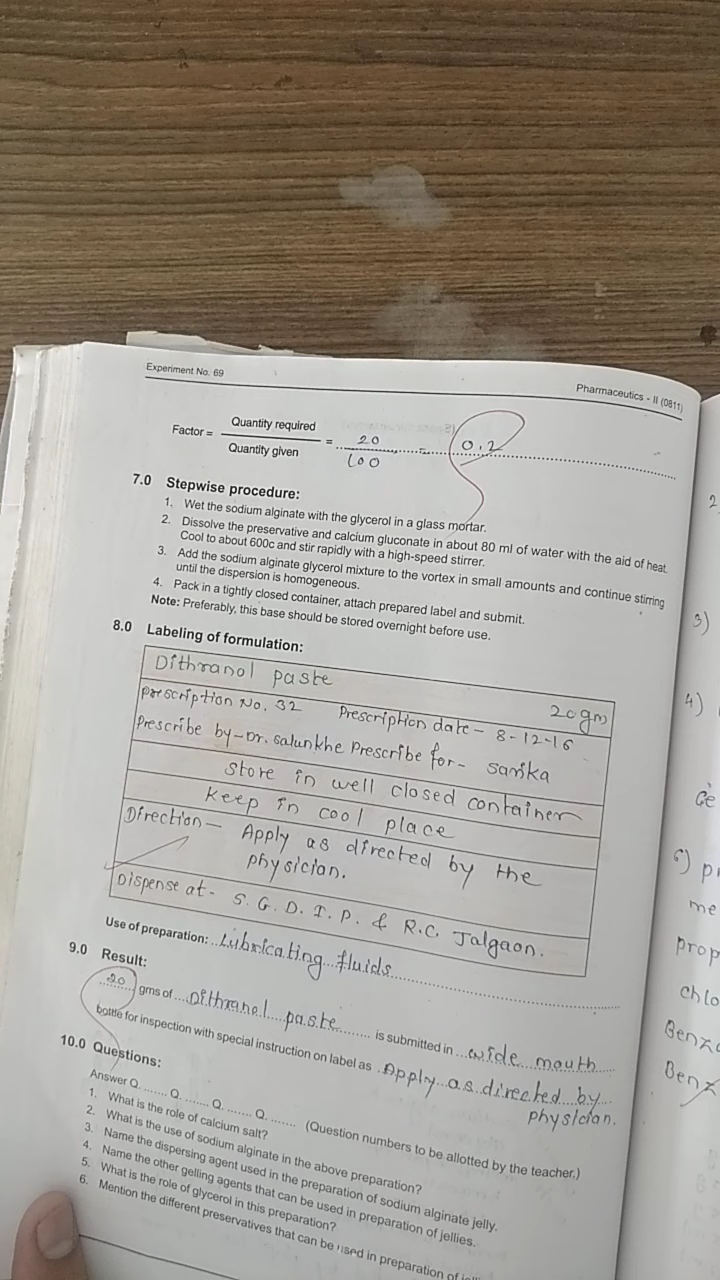 Experiment No. 69
Pharmaceutics - II (0811)
Factor = Quantity required / Quantity given = 20 / 100 = 0.2
7.0 Stepwise procedure:
1. Wet the sodium alginate with the glycerol in a glass mortar.
2. Dissolve the preservative and calcium gluconate in about 80 ml of water with the aid of heat.
Cool to about 600c and stir rapidly with a high-speed stirrer.
3. Add the sodium alginate glycerol mixture to the vortex in small amounts and continue stirring
until the dispersion is homogeneous.
4. Pack in a tightly closed container, attach prepared label and submit.
Note: Preferably, this base should be stored overnight before use.
8.0 Labeling of formulation:
Dithranol paste 20gm
Prescription No. 32 Prescription date - 8-12-16
Prescribe by - Dr. Salunkhe Prescribe for - Sarika
Store in well closed container
Keep in cool place
Direction - Apply as directed by the
physician.
Dispense at - S. G. D. I. P. & R.C. Jalgaon.
Use of preparation: Lubricating fluids
9.0 Result:
20 gms of Dithranol paste is submitted in wide mouth
bottle for inspection with special instruction on label as Apply as directed by
physician.
10.0 Questions:
Answer Q. ....... Q. ....... Q. ....... Q. ....... (Question numbers to be allotted by the teacher.)
1. What is the role of calcium salt?
2. What is the use of sodium alginate in the above preparation?
3. Name the dispersing agent used in the preparation of sodium alginate jelly.
4. Name the other gelling agents that can be used in preparation of jellies.
5. What is the role of glycerol in this preparation?
6. Mention the different preservatives that can be used in preparation of
2
3)
4)
me
prop
chlo
Benz
Benz